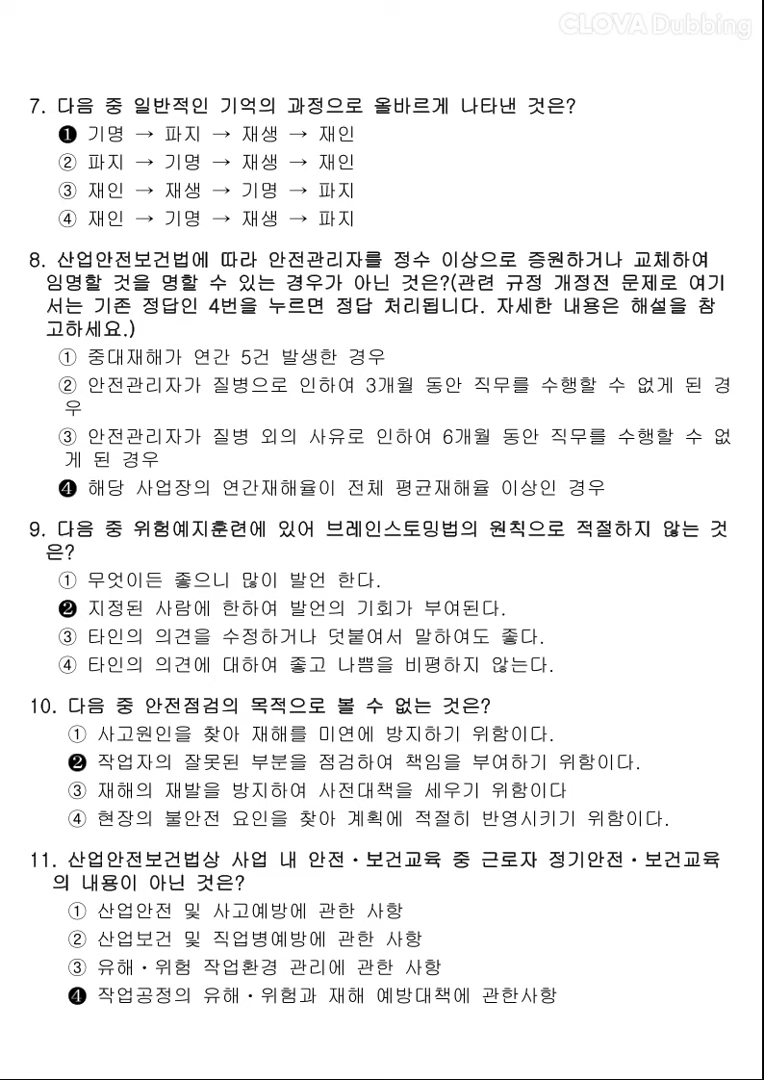 CLOVA Dubbing
7. 다음 중 일반적인 기억의 과정으로 올바르게 나타낸 것은?
❶ 기명 → 파지 → 재생 → 재인
② 파지 → 기명 → 재생 → 재인
③ 재인 → 재생 → 기명 → 파지
④ 재인 → 기명 → 재생 → 파지
8. 산업안전보건법에 따라 안전관리자를 정수 이상으로 증원하거나 교체하여
임명할 것을 명할 수 있는 경우가 아닌 것은?(관련 규정 개정전 문제로 여기
서는 기존 정답인 4번을 누르면 정답 처리됩니다. 자세한 내용은 해설을 참
고하세요.)
① 중대재해가 연간 5건 발생한 경우
② 안전관리자가 질병으로 인하여 3개월 동안 직무를 수행할 수 없게 된 경
우
③ 안전관리자가 질병 외의 사유로 인하여 6개월 동안 직무를 수행할 수 없
게 된 경우
❹ 해당 사업장의 연간재해율이 전체 평균재해율 이상인 경우
9. 다음 중 위험예지훈련에 있어 브레인스토밍법의 원칙으로 적절하지 않는 것
은?
① 무엇이든 좋으니 많이 발언 한다.
❷ 지정된 사람에 한하여 발언의 기회가 부여된다.
③ 타인의 의견을 수정하거나 덧붙여서 말하여도 좋다.
④ 타인의 의견에 대하여 좋고 나쁨을 비평하지 않는다.
10. 다음 중 안전점검의 목적으로 볼 수 없는 것은?
① 사고원인을 찾아 재해를 미연에 방지하기 위함이다.
❷ 작업자의 잘못된 부분을 점검하여 책임을 부여하기 위함이다.
③ 재해의 재발을 방지하여 사전대책을 세우기 위함이다
④ 현장의 불안전 요인을 찾아 계획에 적절히 반영시키기 위함이다.
11. 산업안전보건법상 사업 내 안전・보건교육 중 근로자 정기안전・보건교육
의 내용이 아닌 것은?
① 산업안전 및 사고예방에 관한 사항
② 산업보건 및 직업병예방에 관한 사항
③ 유해・위험 작업환경 관리에 관한 사항
❹ 작업공정의 유해・위험과 재해 예방대책에 관한사항